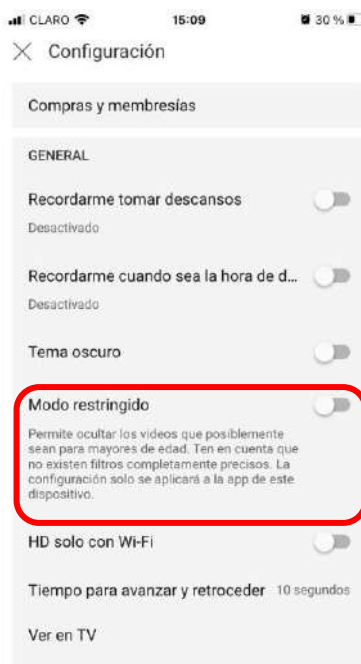 CLARO 15:09 30 %
Configuración
Compras y membresías
GENERAL
Recordarme tomar descansos
Desactivado
Recordarme cuando sea la hora de d...
Desactivado
Tema oscuro
Modo restringido
Permite ocultar los videos que posiblemente
sean para mayores de edad. Ten en cuenta que
no existen filtros completamente precisos. La
configuración solo se aplicará a la app de este
dispositivo.
HD solo con Wi-Fi
Tiempo para avanzar y retroceder 10 segundos
Ver en TV